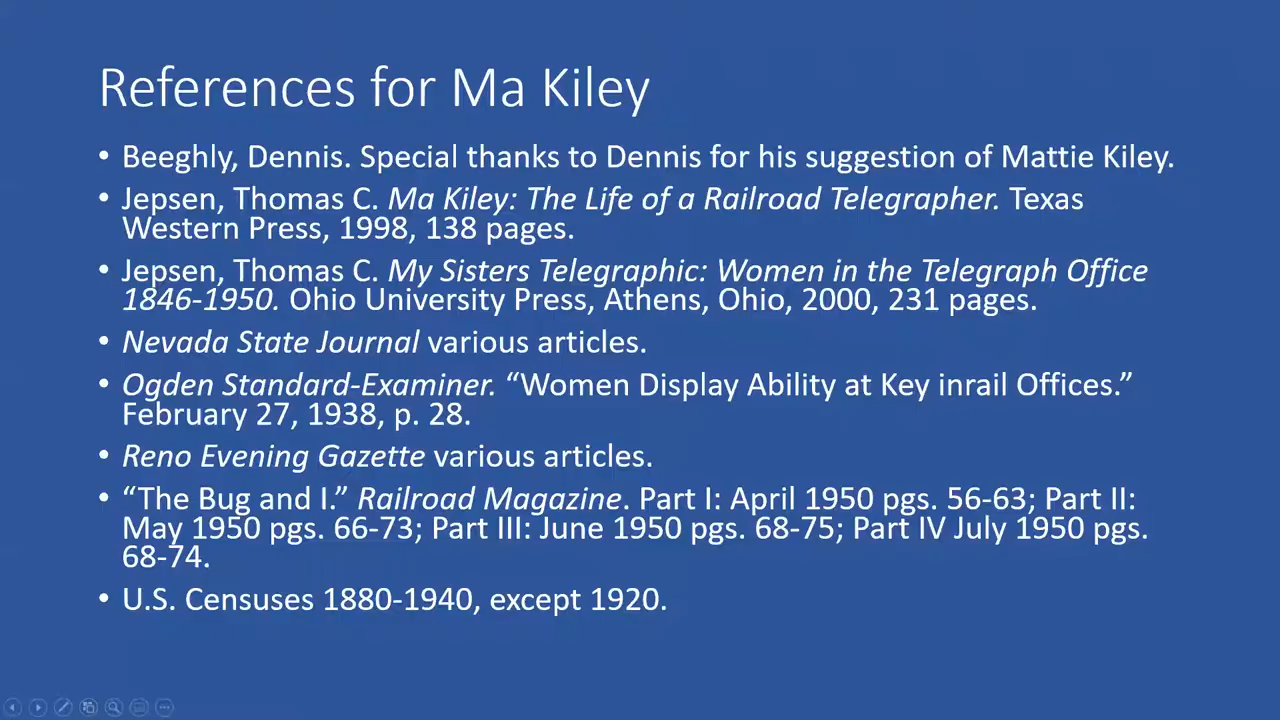 References for Ma Kiley
• Beeghly, Dennis. Special thanks to Dennis for his suggestion of Mattie Kiley.
• Jepsen, Thomas C. Ma Kiley: The Life of a Railroad Telegrapher. Texas
Western Press, 1998, 138 pages.
• Jepsen, Thomas C. My Sisters Telegraphic: Women in the Telegraph Office
1846-1950. Ohio University Press, Athens, Ohio, 2000, 231 pages.
• Nevada State Journal various articles.
• Ogden Standard-Examiner. “Women Display Ability at Key inrail Offices.”
February 27, 1938, p. 28.
• Reno Evening Gazette various articles.
• “The Bug and I.” Railroad Magazine. Part I: April 1950 pgs. 56-63; Part II:
May 1950 pgs. 66-73; Part III: June 1950 pgs. 68-75; Part IV July 1950 pgs.
68-74.
• U.S. Censuses 1880-1940, except 1920.